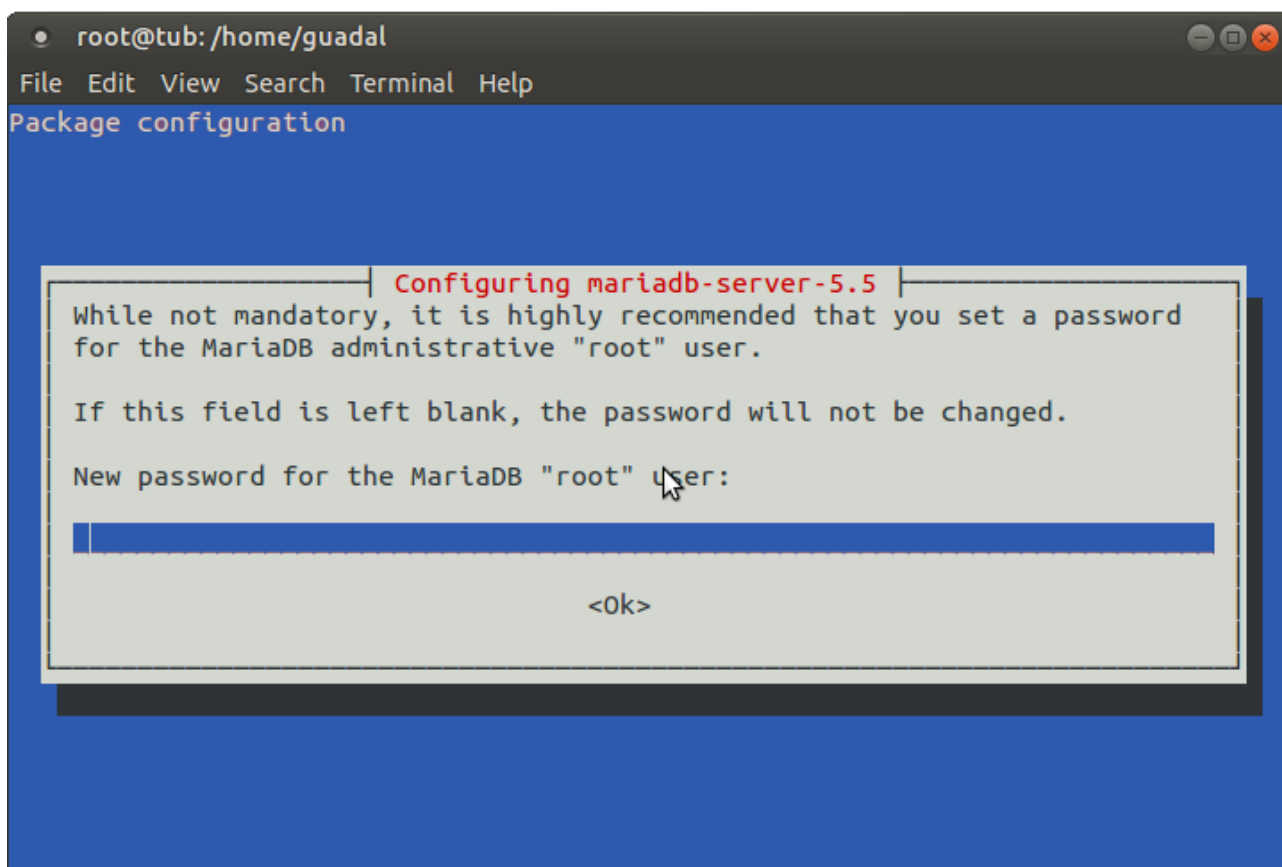 root@tub: /home/guadal
File Edit View Search Terminal Help
Package configuration
Configuring mariadb-server-5.5
While not mandatory, it is highly recommended that you set a password
for the MariaDB administrative "root" user.
If this field is left blank, the password will not be changed.
New password for the MariaDB "root" user:
<Ok>